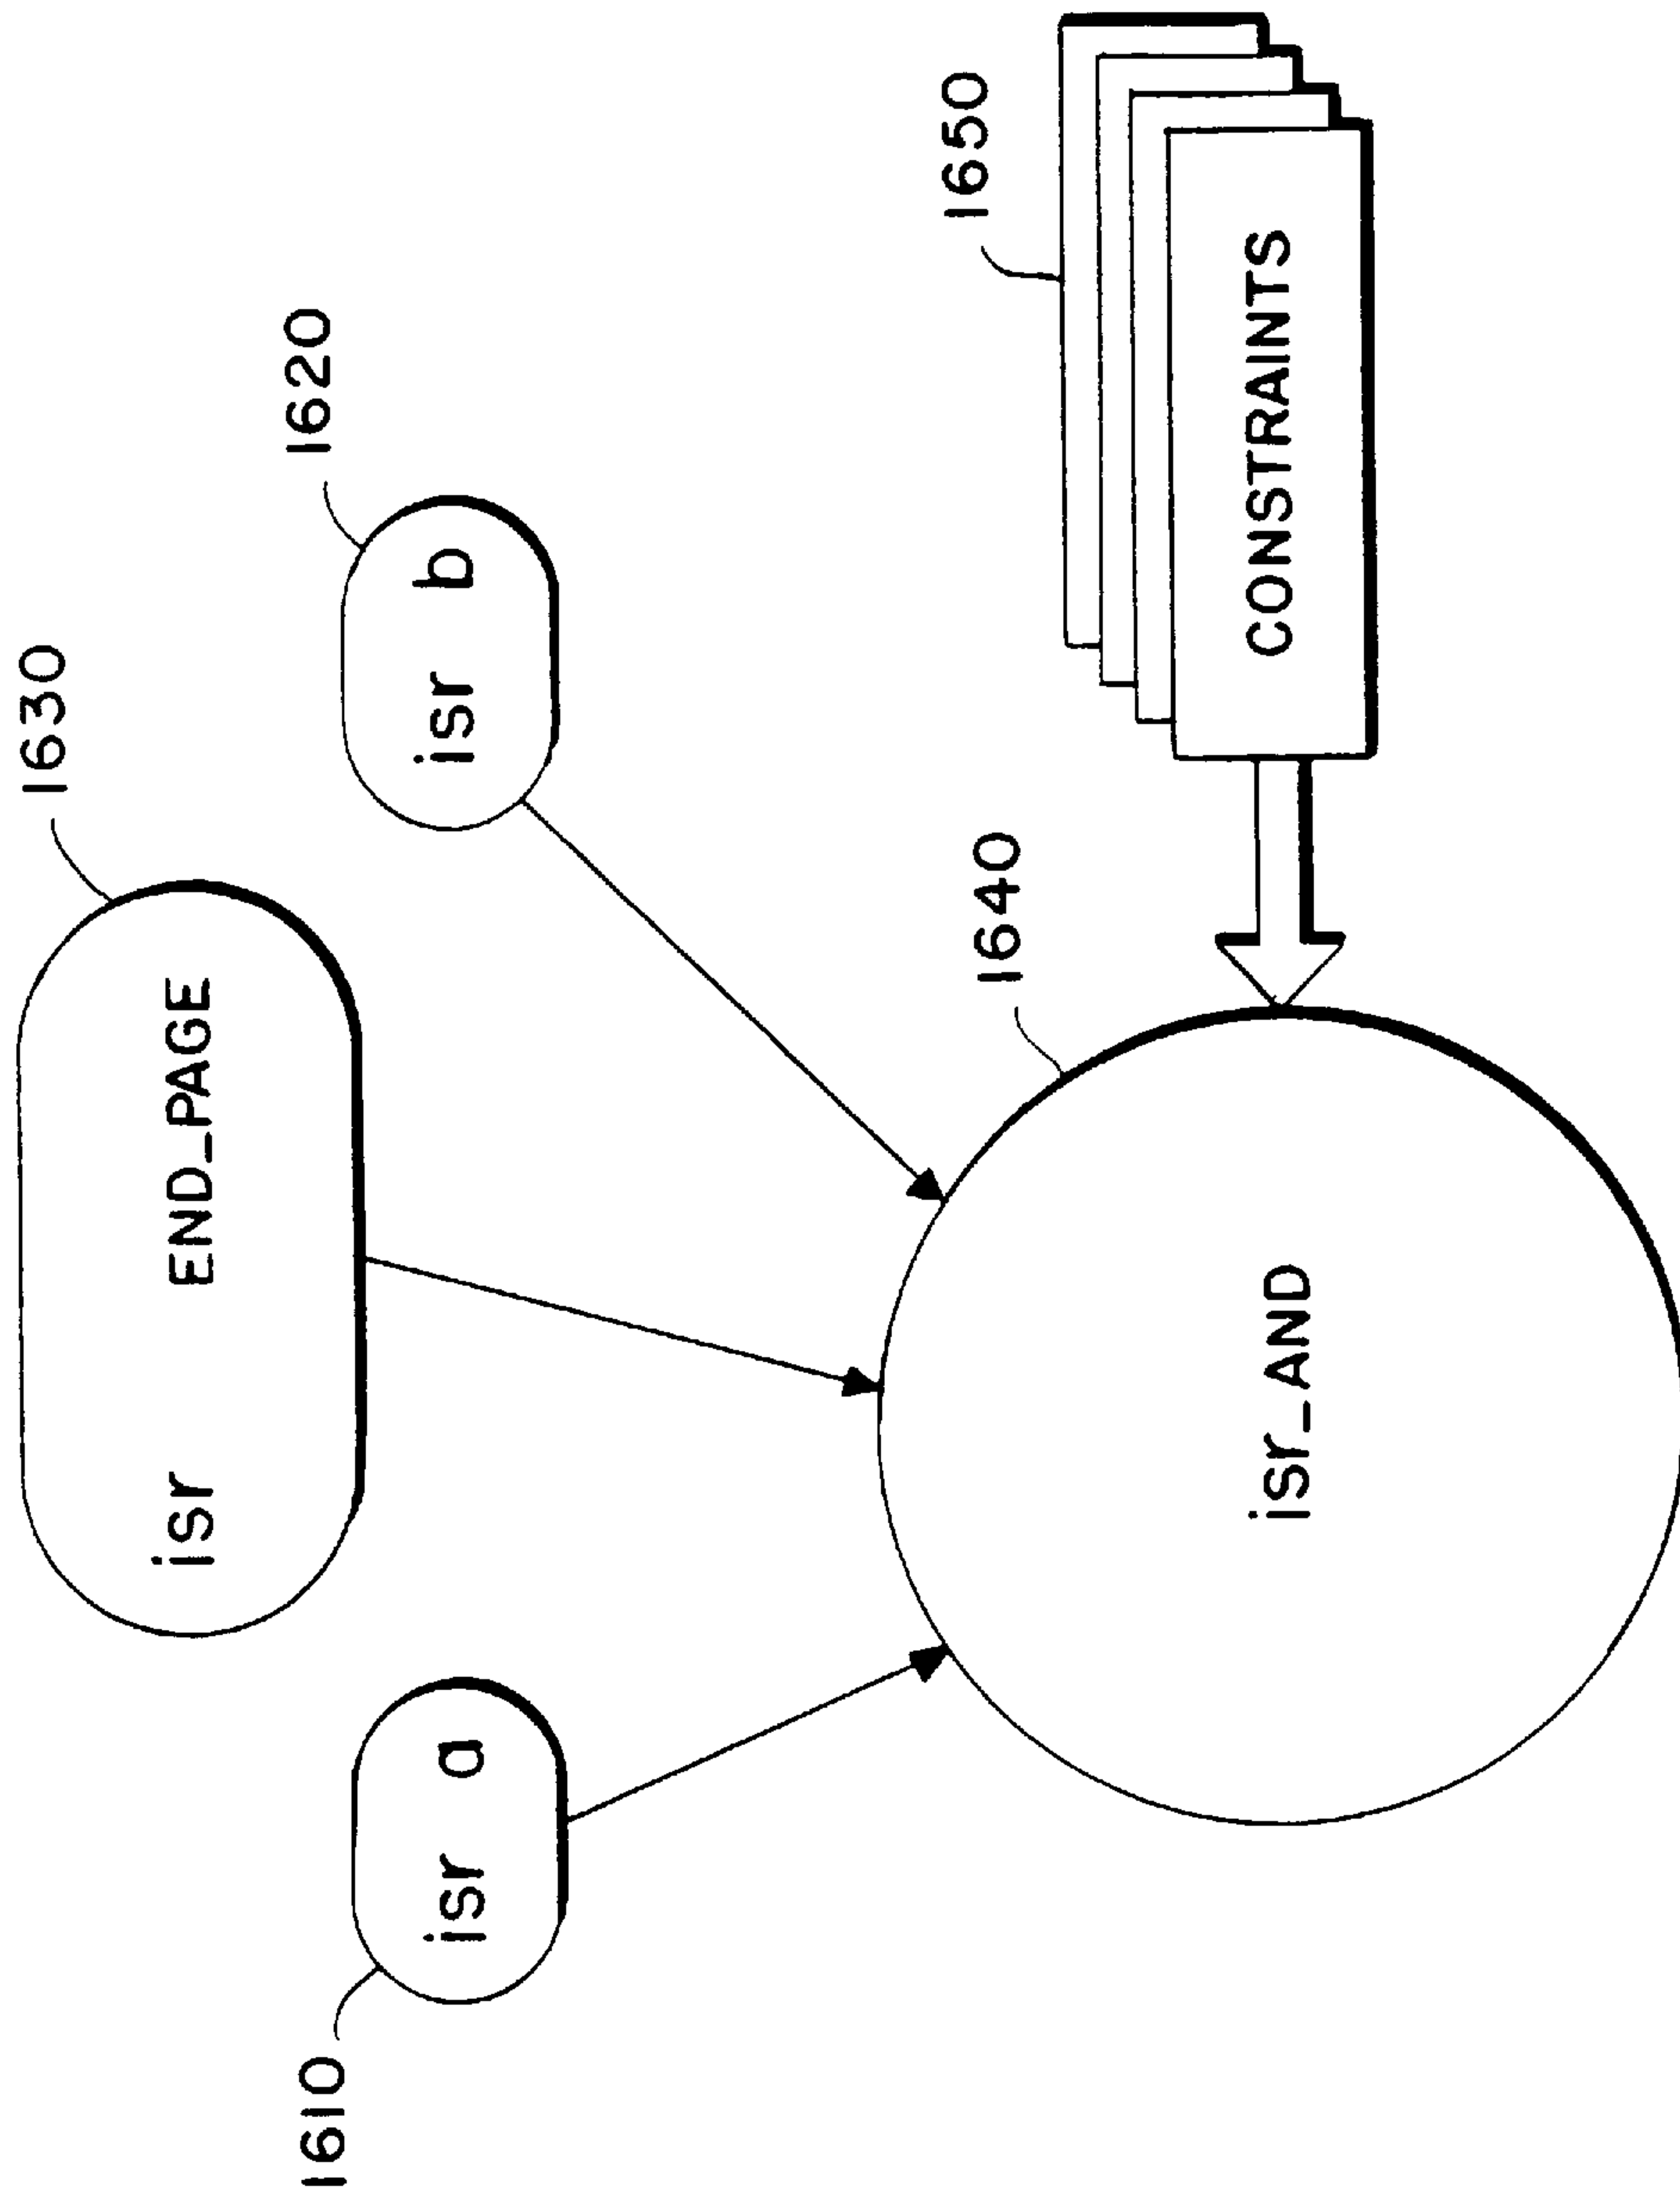 1630
isr END_PAGE
1610
isr a
1620
isr b
1640
isr_AND
1650
CONSTRAINTS